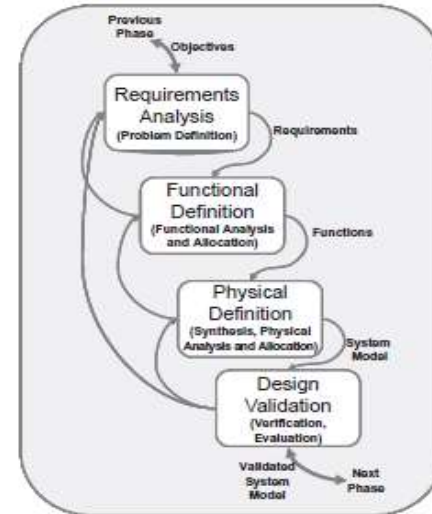 Previous
Phase
Objectives
Requirements
Analysis
(Problem Definition)
Requirements
Functional
Definition
(Functional Analysis
and Allocation)
Functions
Physical
Definition
(Synthesis, Physical
Analysis and Allocation)
System
Model
Design
Validation
(Verification,
Evaluation)
Validated
System
Model
Next
Phase